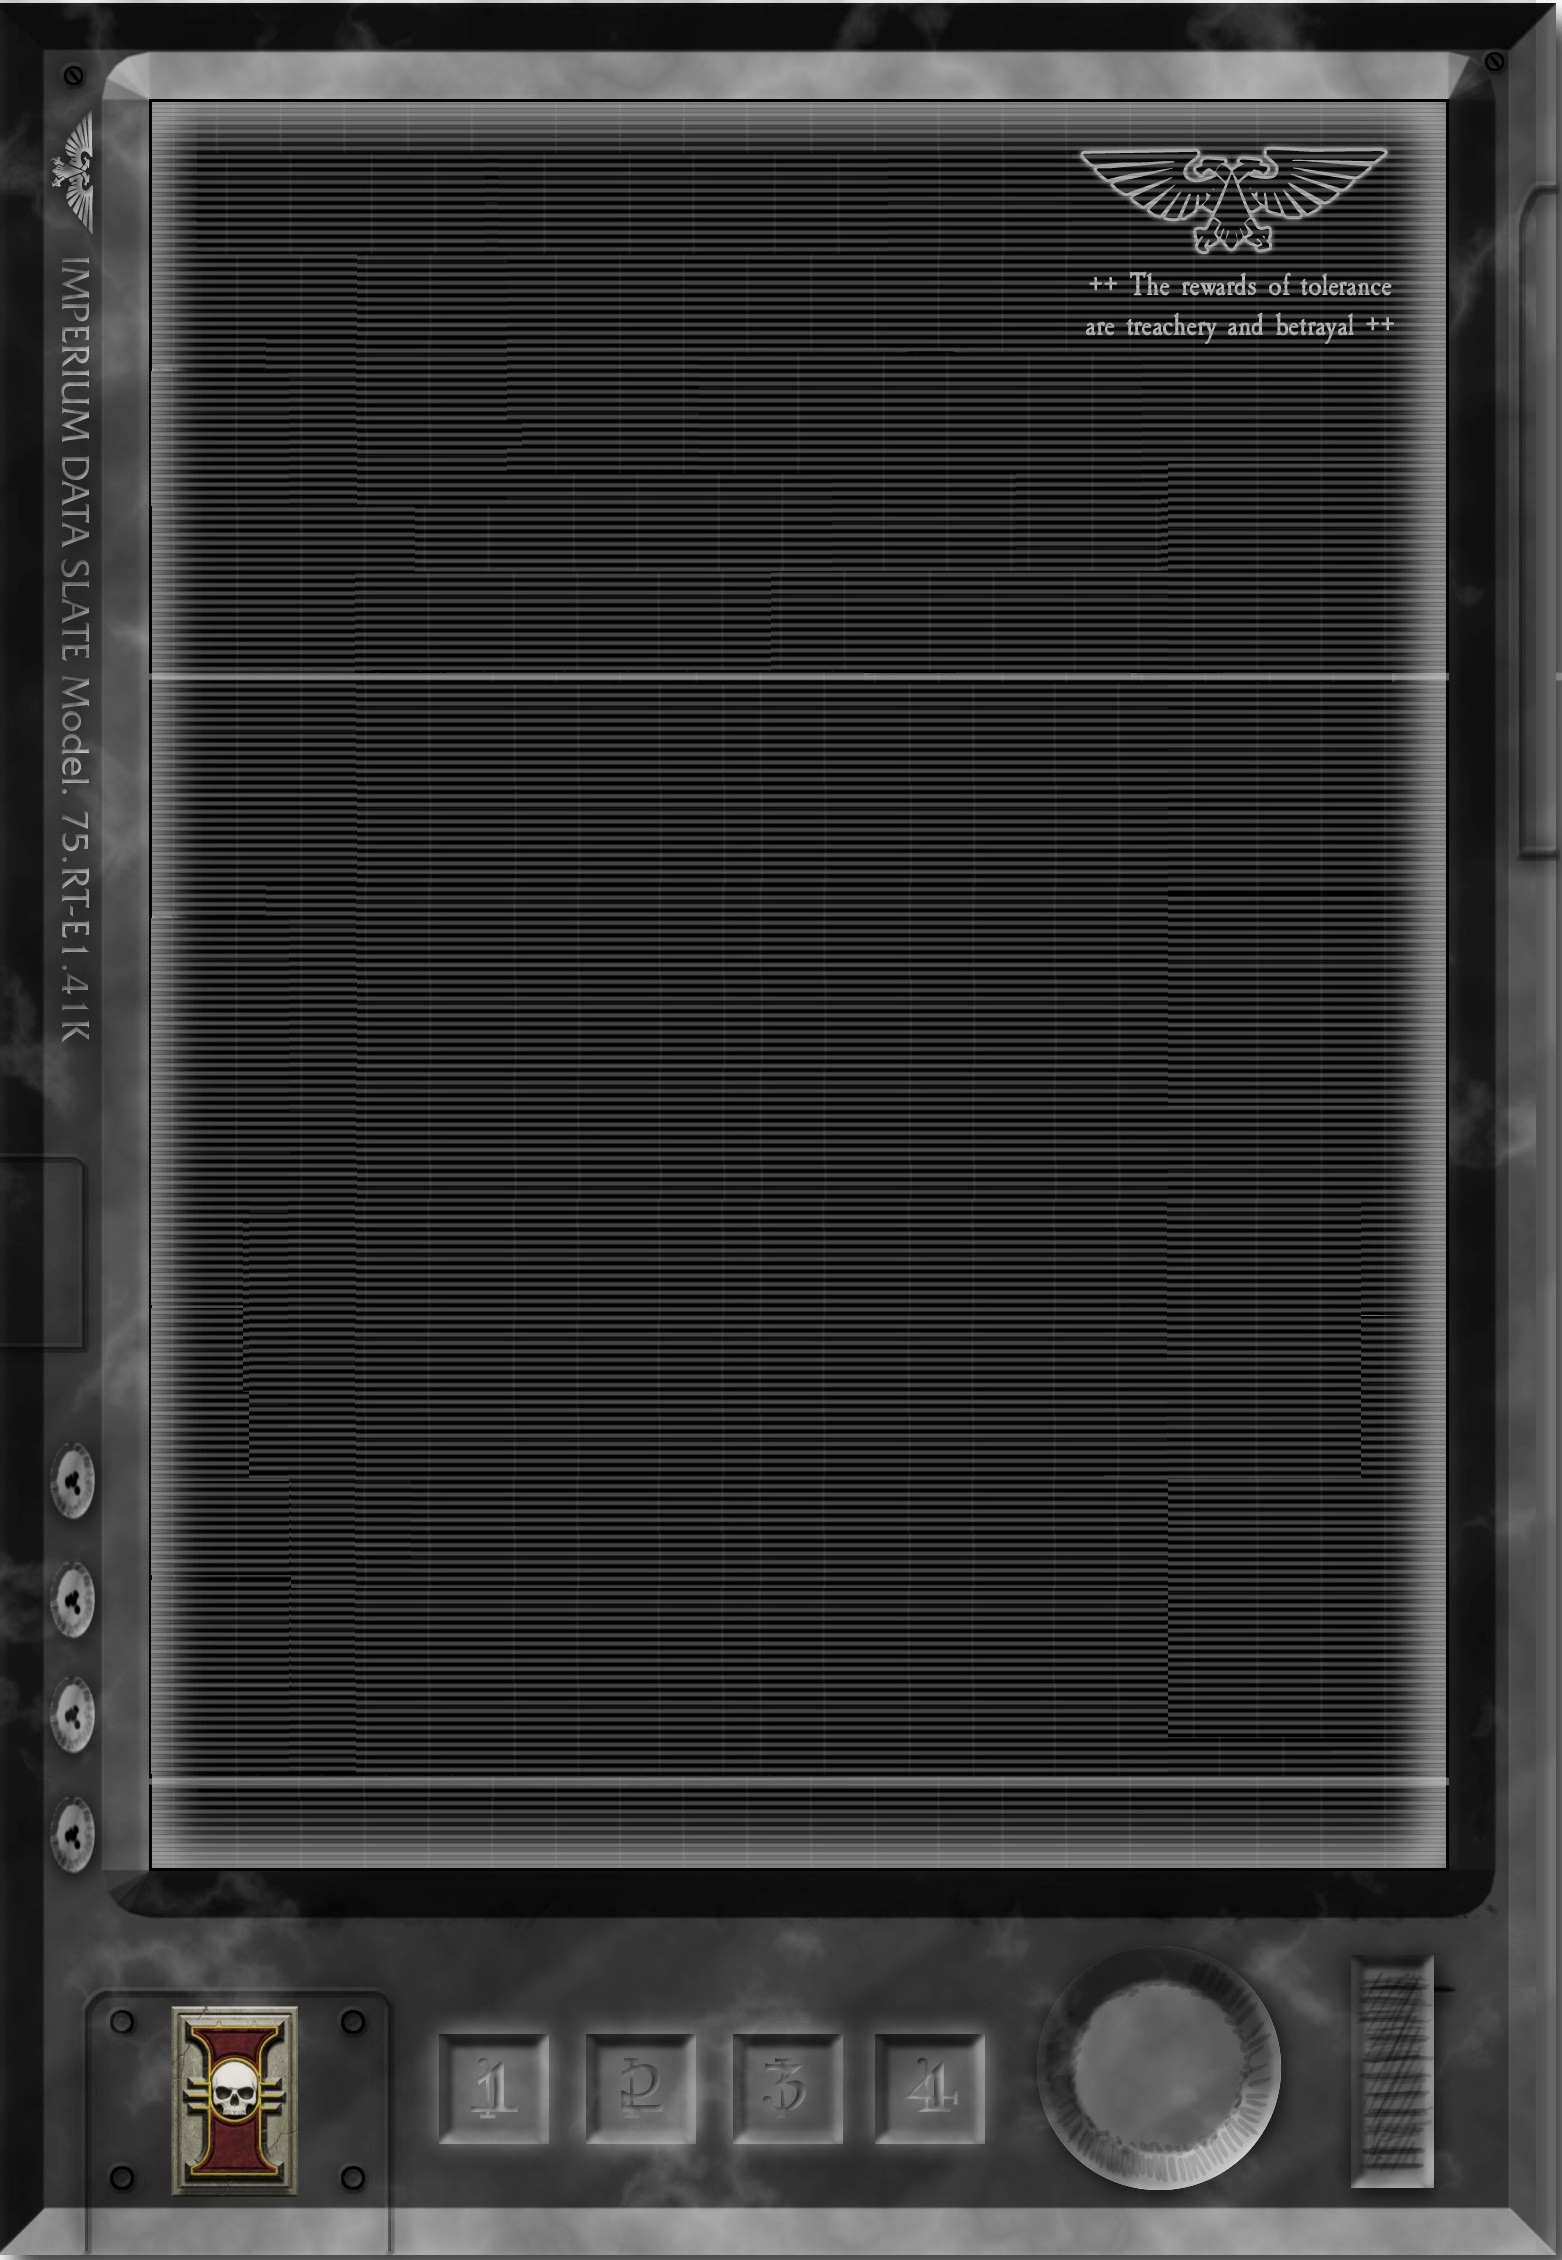 ++ The rewards of tolerance
are treachery and betrayal ++
IMPERIUM DATA SLATE Model. 75.RT-E1.41K
1 2 3 4